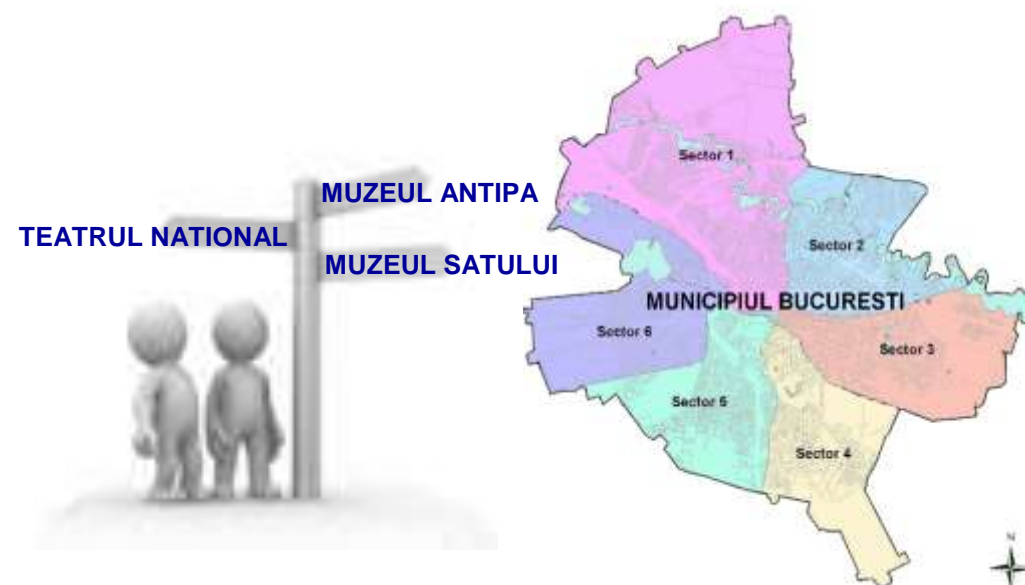 MUZEUL ANTIPA
TEATRUL NATIONAL
MUZEUL SATULUI
Sector 1
Sector 2
MUNICIPIUL BUCURESTI
Sector 6
Sector 3
Sector 5
Sector 4
N